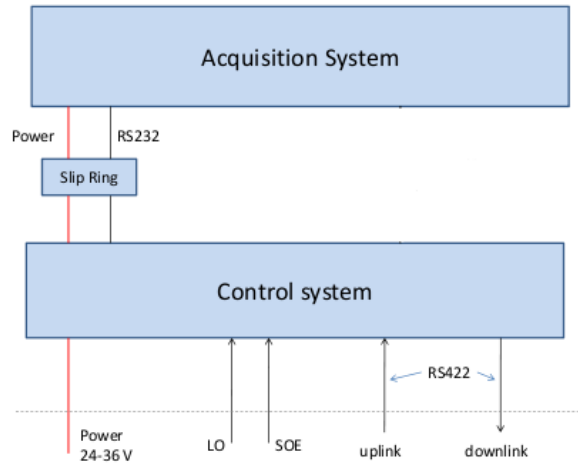 Acquisition System
Power
RS232
Slip Ring
Control system
RS422
Power
24-36 V
LO
SOE
uplink
downlink